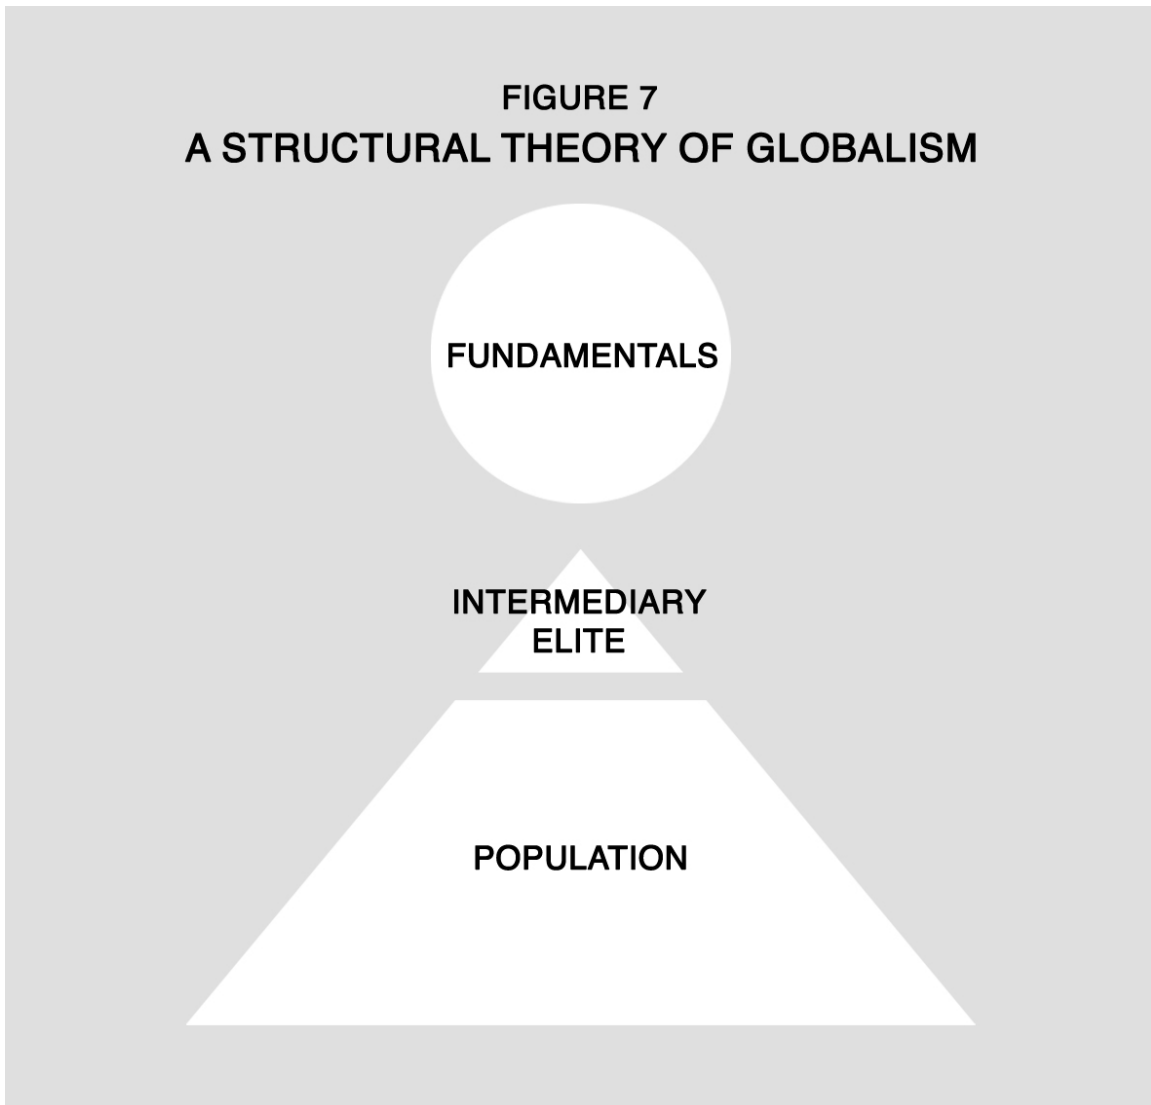 FIGURE 7
A STRUCTURAL THEORY OF GLOBALISM
FUNDAMENTALS
INTERMEDIARY
ELITE
POPULATION